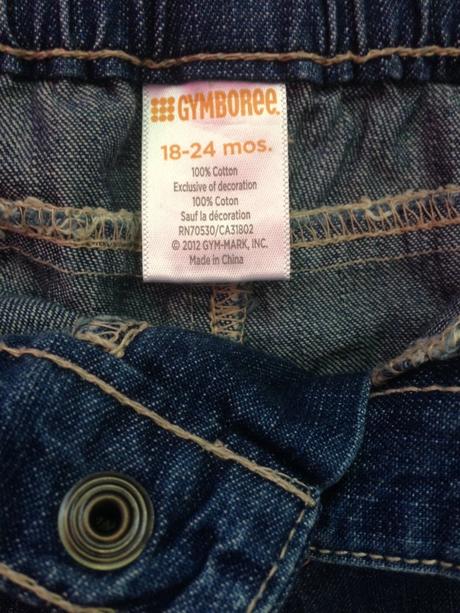 GYMBOREE
18-24 mos.
100% Cotton
Exclusive of decoration
100% Coton
Sauf la décoration
RN70530/CA31802
© 2012 GYM-MARK, INC.
Made in China